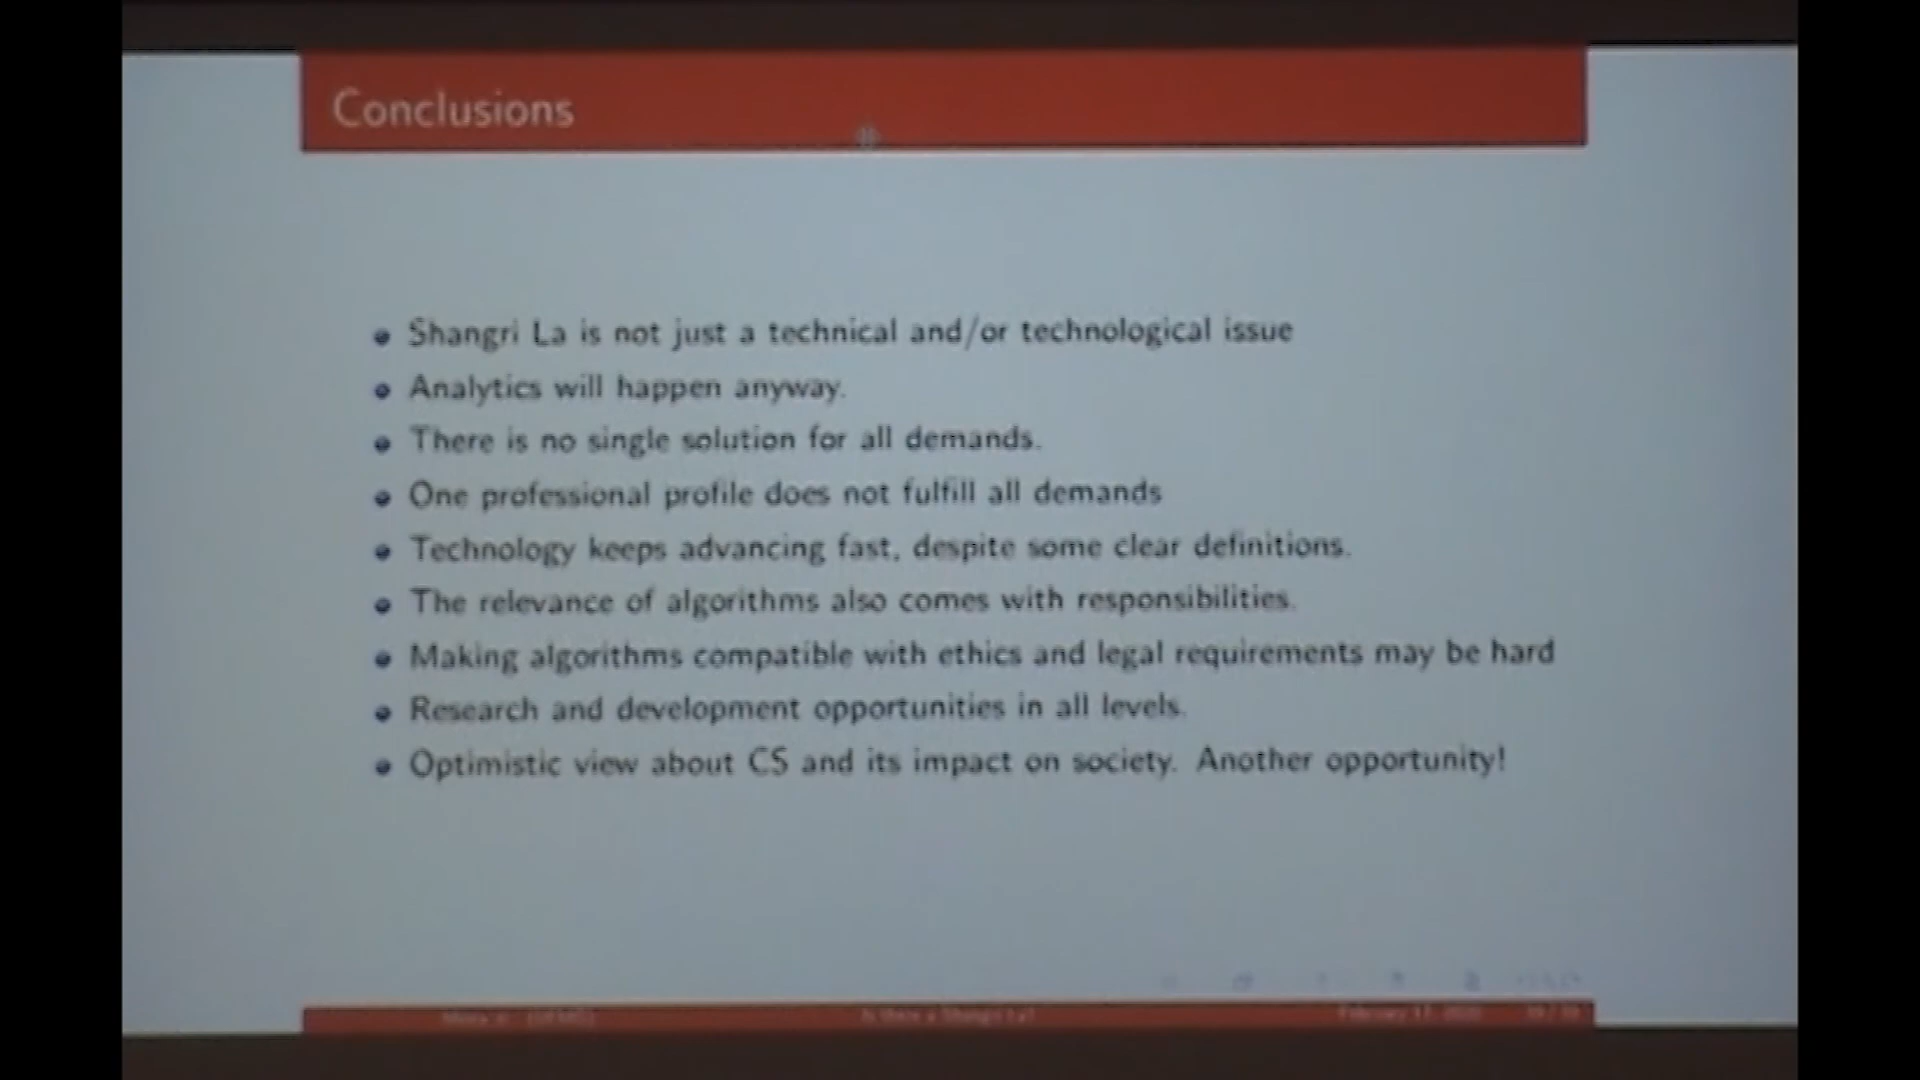 Conclusions
Shangri La is not just a technical and/or technological issue
Analytics will happen anyway.
There is no single solution for all demands.
One professional profile does not fulfill all demands
Technology keeps advancing fast, despite some clear definitions.
The relevance of algorithms also comes with responsibilities.
Making algorithms compatible with ethics and legal requirements may be hard
Research and development opportunities in all levels.
Optimistic view about CS and its impact on society. Another opportunity!
Is there a Shangri La?